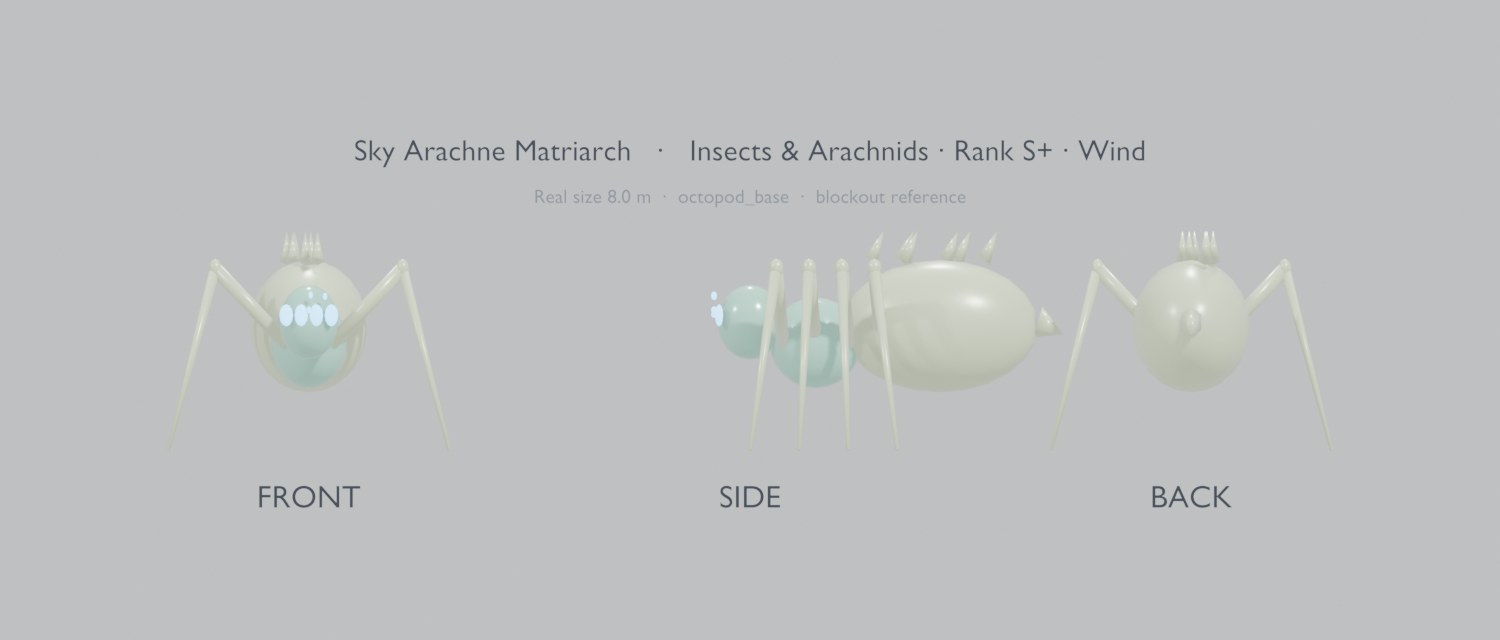 Sky Arachne Matriarch · Insects & Arachnids · Rank S+ · Wind
Real size 8.0 m · octopod_base · blockout reference
FRONT
SIDE
BACK